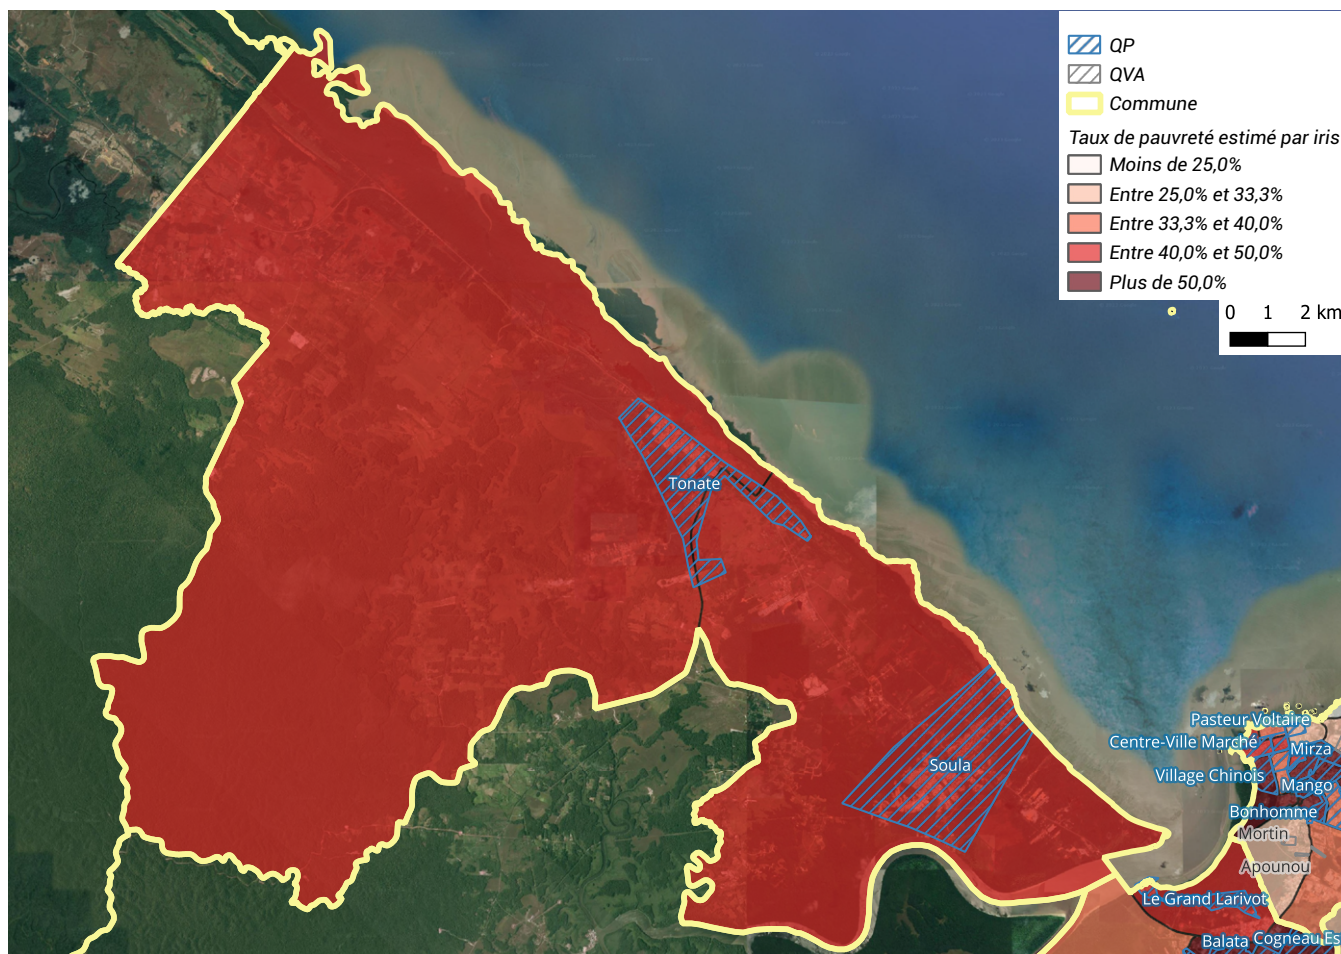 QP
QVA
Commune
Taux de pauvreté estimé par iris
Moins de 25,0%
Entre 25,0% et 33,3%
Entre 33,3% et 40,0%
Entre 40,0% et 50,0%
Plus de 50,0%
0 1 2 km
Tonate
Soula
Pasteur Voltaire
Centre-Ville Marché
Mirza
Village Chinois
Mango
Bonhomme
Mortin
Apounou
Le Grand Larivot
Balata
Cogneau Es